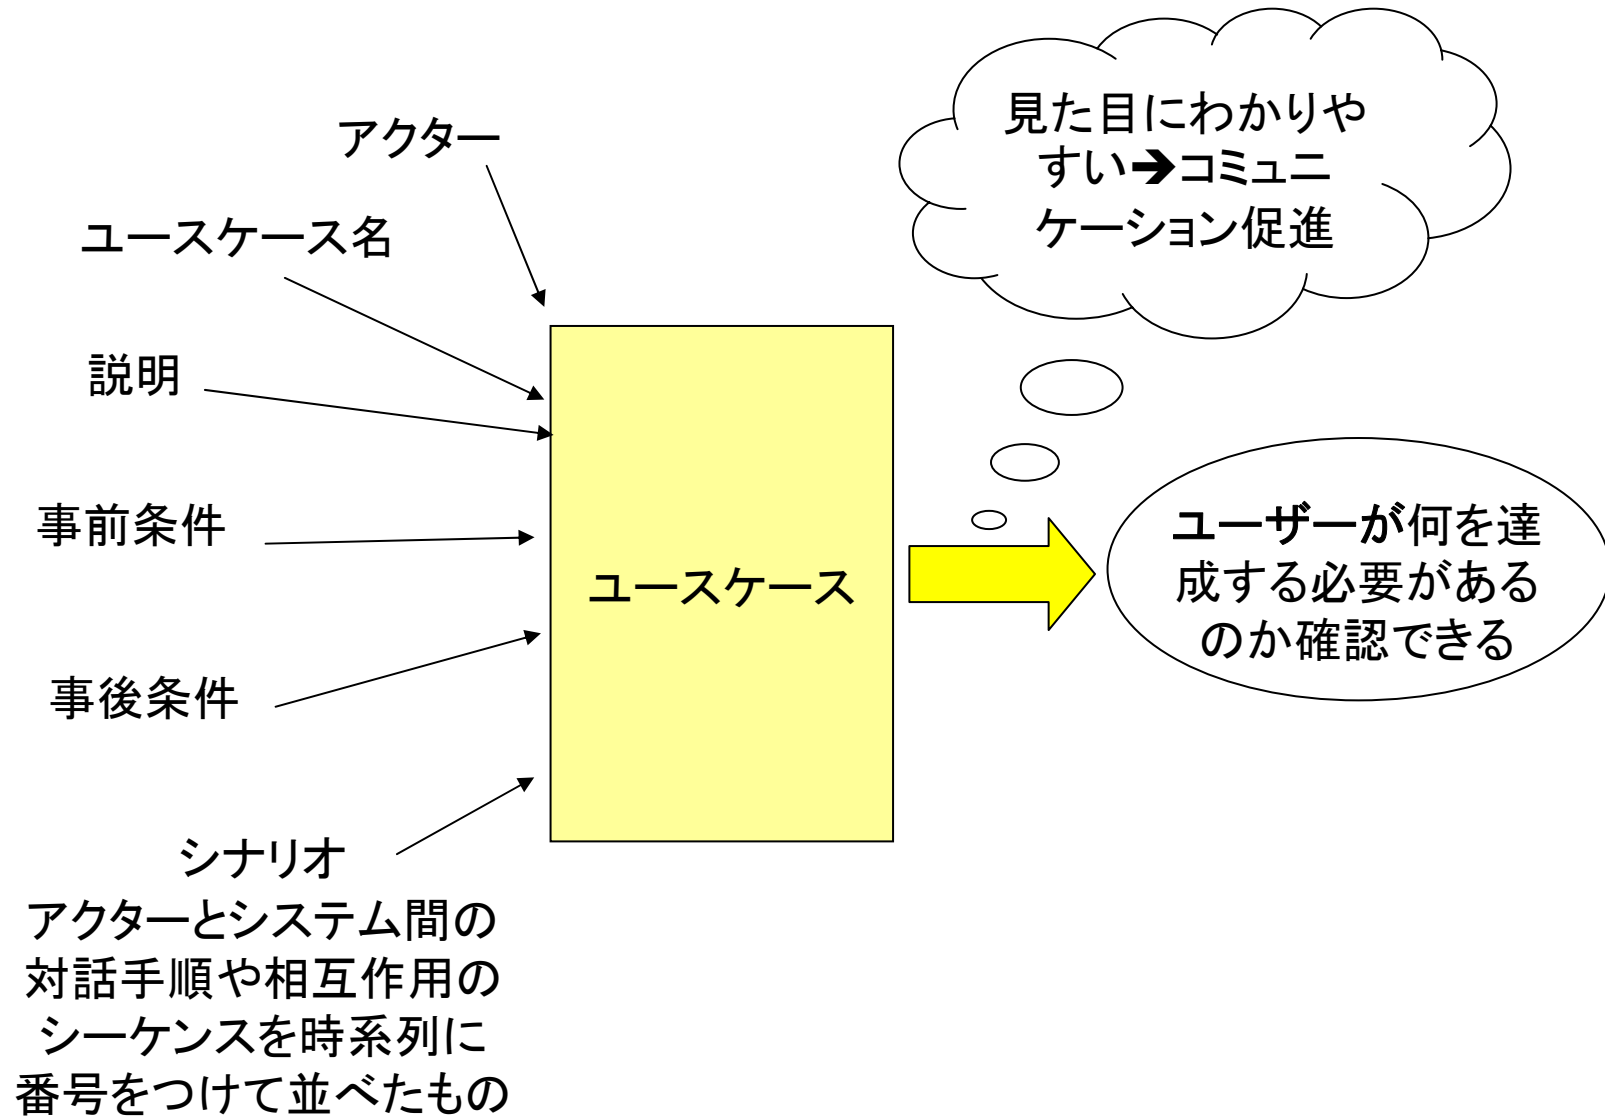 アクター
ユースケース名
説明
事前条件
事後条件
シナリオ
アクターとシステム間の
対話手順や相互作用の
シーケンスを時系列に
番号をつけて並べたもの
ユースケース
見た目にわかりや
すい➔コミュニ
ケーション促進
ユーザーが何を達
成する必要がある
のか確認できる